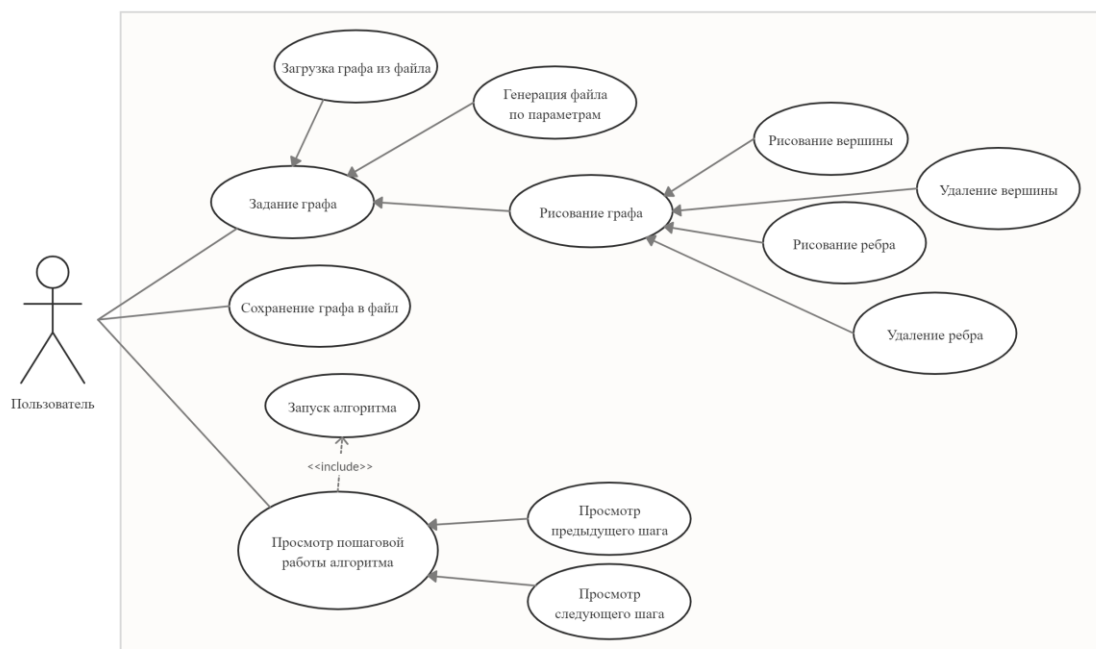 Загрузка графа из файла
Генерация файла
по параметрам
Рисование вершины
Удаление вершины
Задание графа
Рисование графа
Рисование ребра
Сохранение графа в файл
Удаление ребра
Пользователь
Запуск алгоритма
<<include>>
Просмотр пошаговой
работы алгоритма
Просмотр
предыдущего шага
Просмотр
следующего шага